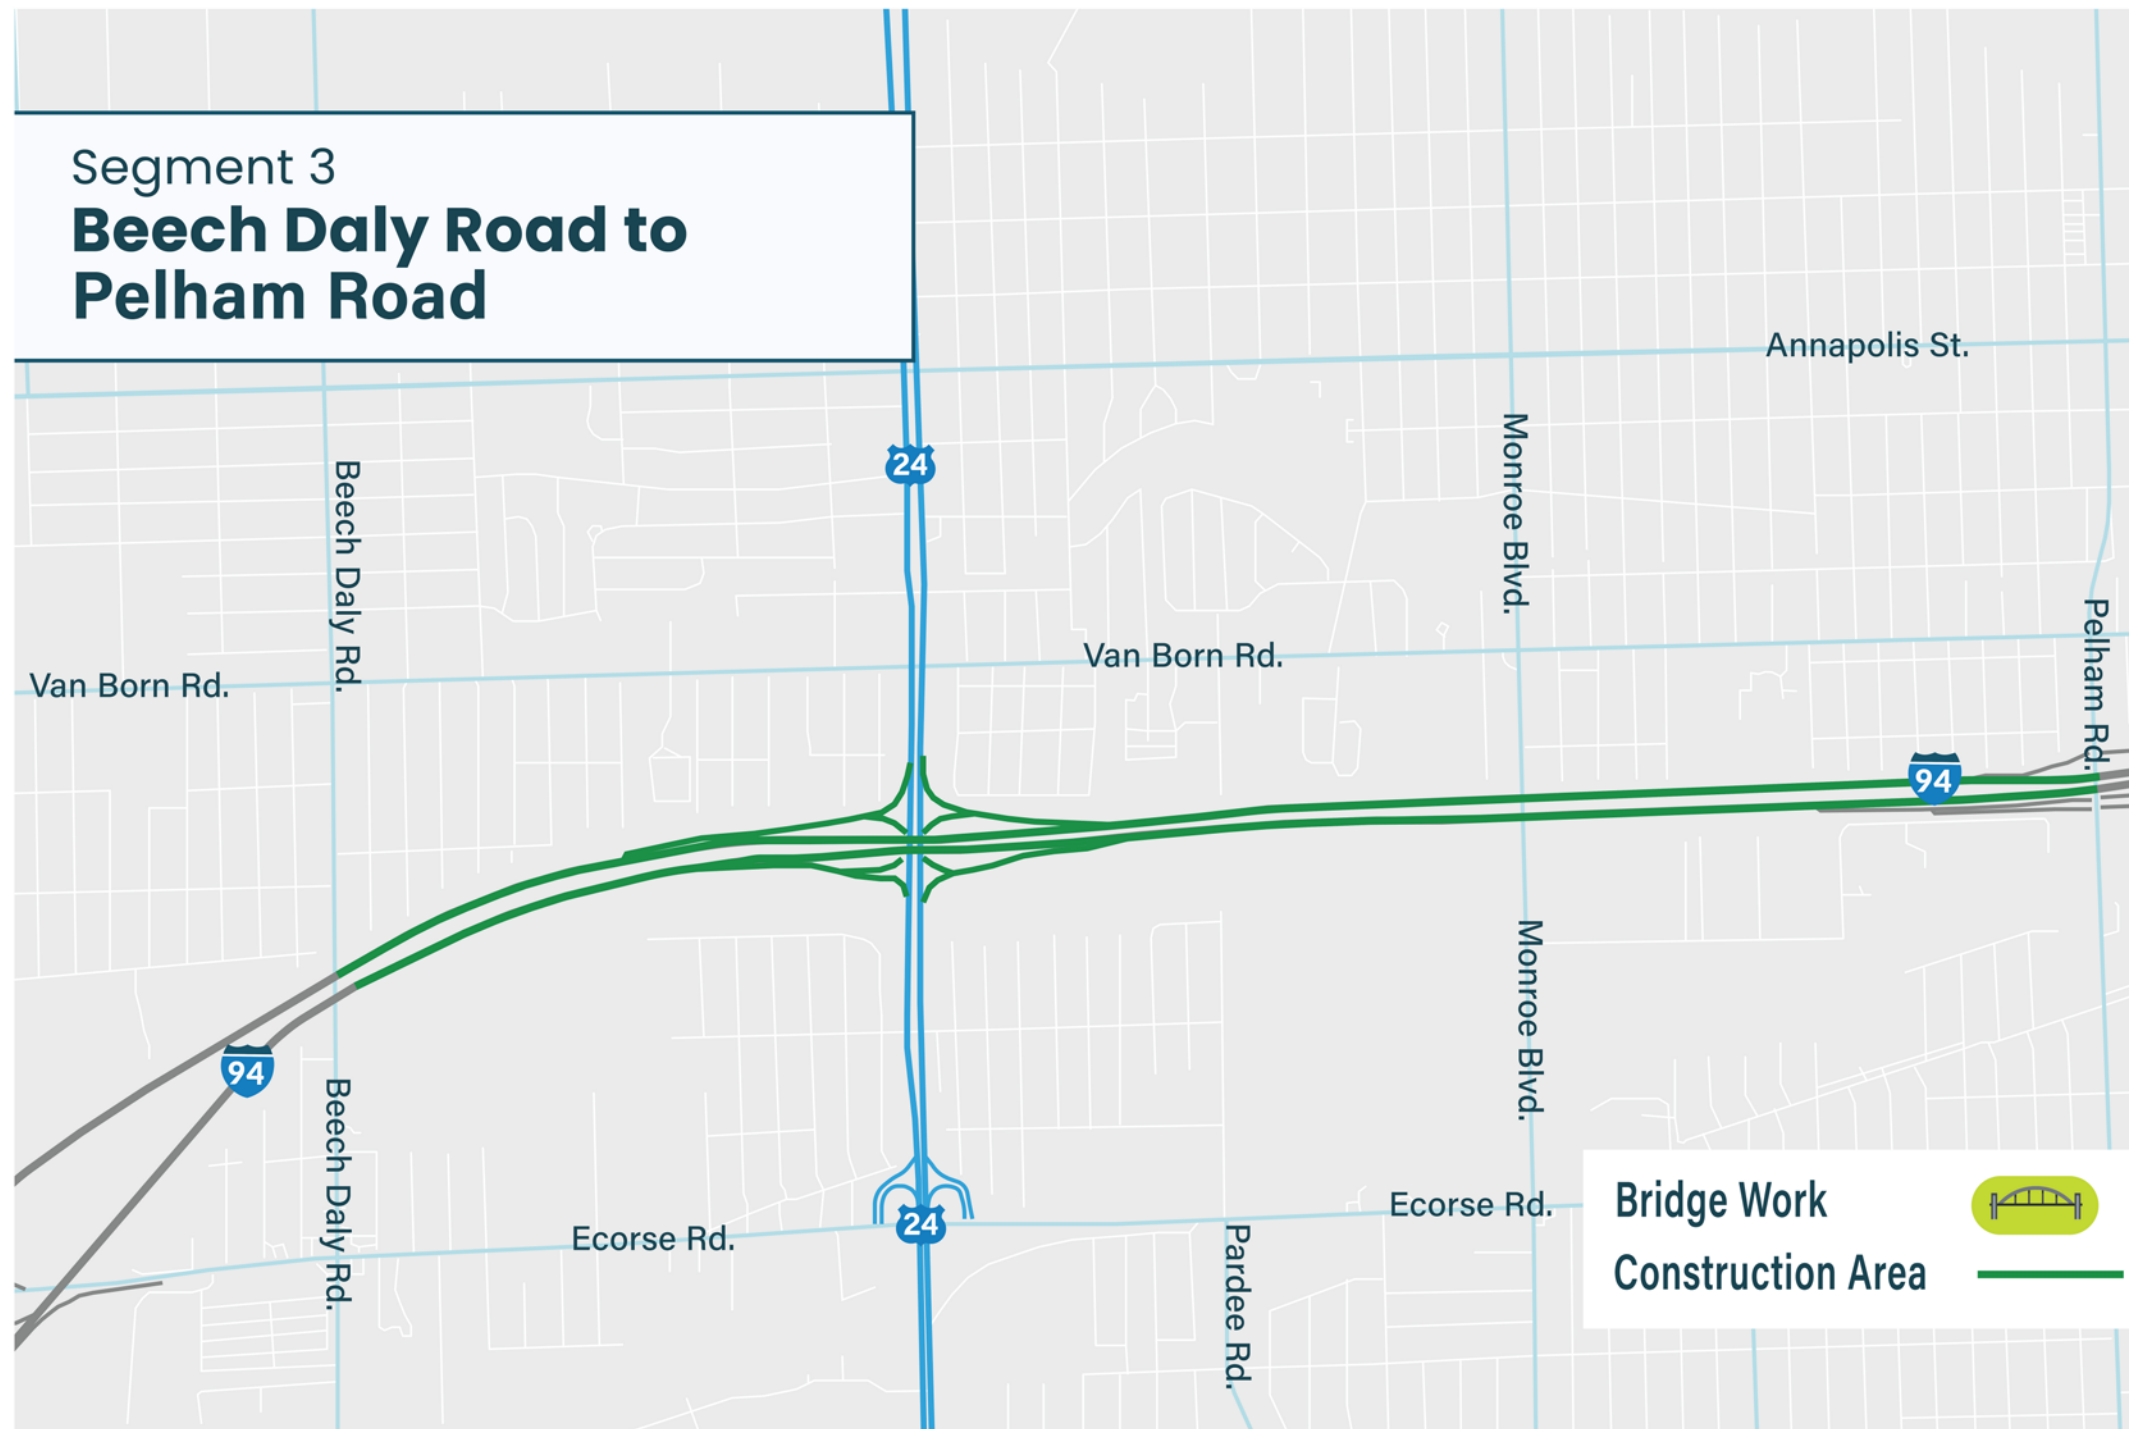 Segment 3
Beech Daly Road to
Pelham Road
Annapolis St.
Monroe Blvd.
24
Beech Daly Rd.
Pelham Rd.
Van Born Rd.
Van Born Rd.
94
Monroe Blvd.
94
Beech Daly Rd.
Ecorse Rd.
24
Ecorse Rd.
Pardee Rd.
Bridge Work
Construction Area